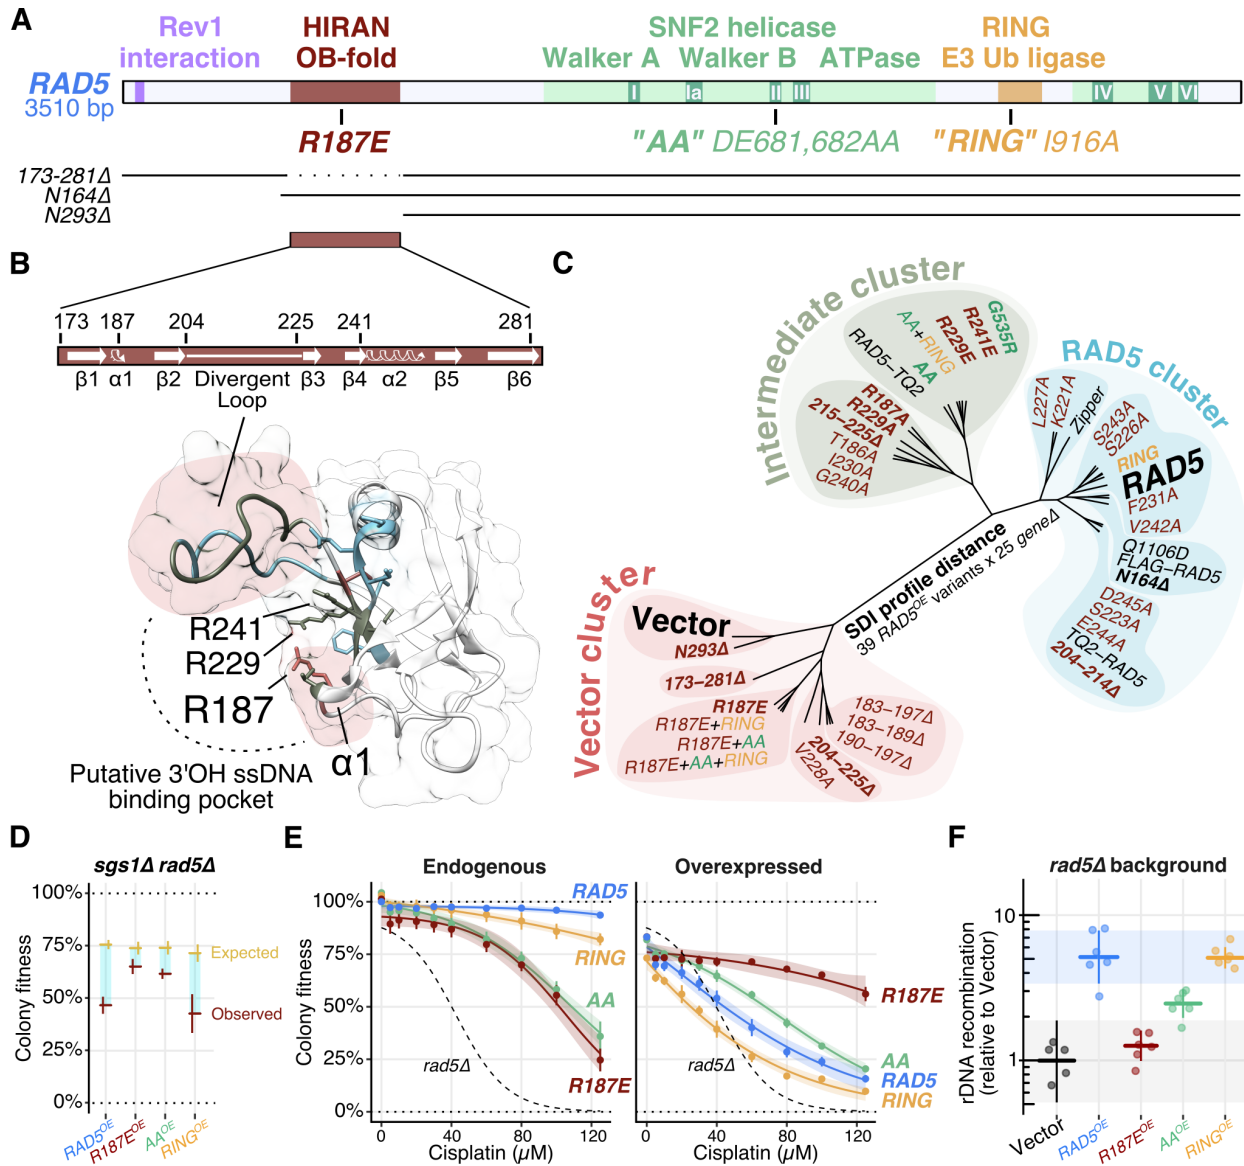 A
Rev1 interaction
HIRAN OB-fold
SNF2 helicase
Walker A Walker B ATPase
RING
E3 Ub ligase
RAD5
3510 bp
I Ia II III IV V VI
R187E
"AA" DE681,682AA
"RING" I916A
173-281Δ
N164Δ
N293Δ
B
173 187 204 225 241 281
β1 α1 β2 Divergent Loop β3 β4 α2 β5 β6
R241
R229
R187
α1
Putative 3'OH ssDNA
binding pocket
C
Intermediate cluster
RAD5–TQ2
AA+RING
AA
R229E
R241E
G535R
R187A
R229A
215–225Δ
T186A
I230A
G240A
RAD5 cluster
L227A
K221A
Zipper
S243A
S226A
RING
RAD5
F231A
V242A
Q1106D
FLAG–RAD5
N164Δ
D245A
S223A
E244A
TQ2–RAD5
204–214Δ
SDI profile distance
39 RAD5OE variants x 25 geneΔ
Vector cluster
Vector
N293Δ
173–281Δ
R187E
R187E+RING
R187E+AA
R187E+AA+RING
183–197Δ
183–189Δ
190–197Δ
204–225Δ
V228A
D
sgs1Δ rad5Δ
Colony fitness
100%
75%
50%
25%
0%
Expected
Observed
RAD5OE
R187EOE
AAOE
RINGOE
E
Endogenous
Overexpressed
Colony fitness
100%
75%
50%
25%
0%
RAD5
RING
AA
R187E
rad5Δ
0 40 80 120
Cisplatin (µM)
R187E
AA
RAD5
RING
rad5Δ
0 40 80 120
Cisplatin (µM)
F
rad5Δ background
rDNA recombination
(relative to Vector)
10
1
Vector
RAD5OE
R187EOE
AAOE
RINGOE